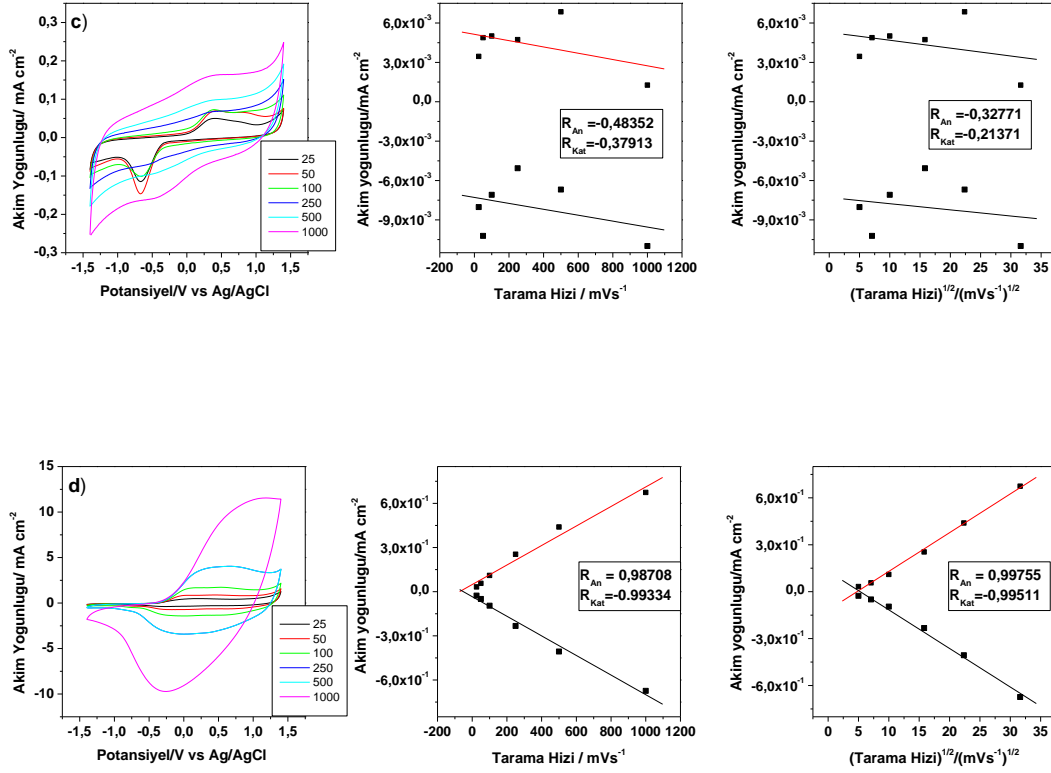 c)
0,3
0,2
0,1
0,0
-0,1
-0,2
0,3
Akim Yogunlugu/ mA cm-2
-1,5 -1,0 -0,5 0,0 0,5 1,0 1,5
Potansiyel/V vs Ag/AgCl
25
50
100
250
500
1000
6,0x10-3
3,0x10-3
0,0
-6,0x10-3
-9,0x10-3
Akim yogunlugu/mA cm-2
RAn =-0,48352
RKat=-0,37913
-200 0 200 400 600 800 1000 1200
Tarama Hizi / mVs-1
6,0x10-3
3,0x10-3
0,0
-6,0x10-3
-9,0x10-3
Akim yogunlugu/mA cm-2
RAn =-0,32771
RKat=-0,21371
0 5 10 15 20 25 30 35
(Tarama Hizi)1/2/(mVs-1)1/2
d)
15
10
5
0
-5
-10
Akim Yogunlugu/ mA cm-2
-1,5 -1,0 -0,5 0,0 0,5 1,0 1,5
Potansiyel/V vs Ag/AgCl
25
50
100
250
500
1000
6,0x10-1
3,0x10-1
0,0
-3,0x10-1
-6,0x10-1
Akim yogunlugu/mA cm-2
RAn = 0,98708
RKat=-0.99334
-200 0 200 400 600 800 1000 1200
Tarama Hizi / mVs-1
6,0x10-1
3,0x10-1
0,0
-3,0x10-1
-6,0x10-1
Akim yogunlugu/mA cm-2
RAn = 0,99755
RKat=-0,99511
0 5 10 15 20 25 30 35
(Tarama Hizi)1/2/(mVs-1)1/2